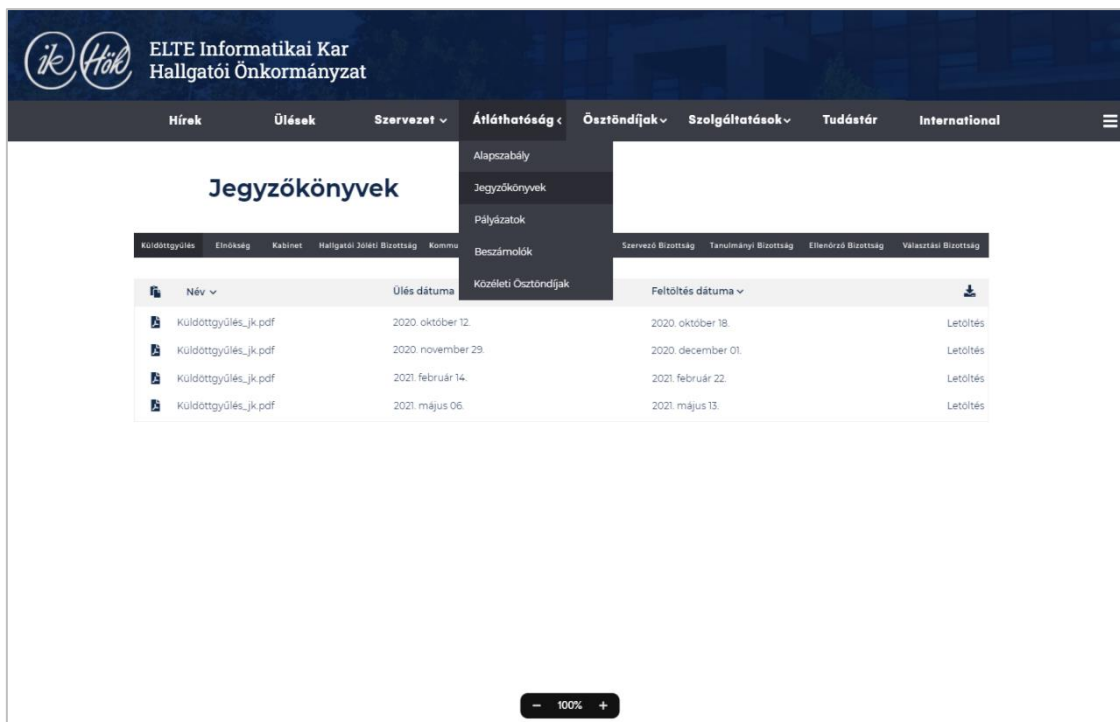 ik Hök
ELTE Informatikai Kar
Hallgatói Önkormányzat
Hírek Ülések Szervezet Átláthatóság Ösztöndíjak Szolgáltatások Tudástár International
Alapszabály
Jegyzőkönyvek
Pályázatok
Beszámolók
Közéleti Ösztöndíjak
Jegyzőkönyvek
Küldöttgyűlés Elnökség Kabinet Hallgatói Jóléti Bizottság Kommu Szervező Bizottság Tanulmányi Bizottság Ellenőrző Bizottság Választási Bizottság
Név Ülés dátuma Feltöltés dátuma
Küldöttgyűlés_jk.pdf 2020. október 12. 2020. október 18. Letöltés
Küldöttgyűlés_jk.pdf 2020. november 29. 2020. december 01. Letöltés
Küldöttgyűlés_jk.pdf 2021. február 14. 2021. február 22. Letöltés
Küldöttgyűlés_jk.pdf 2021. május 06. 2021. május 13. Letöltés
− 100% +